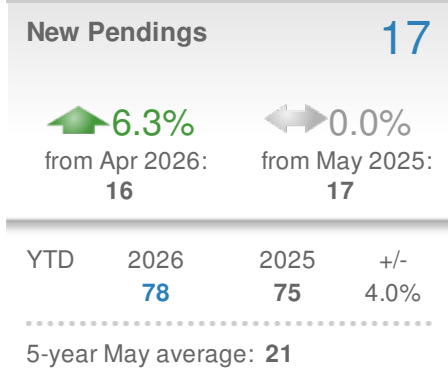 New Pendings 17
6.3% 0.0%
from Apr 2026: from May 2025:
16 17
YTD 2026 2025 +/-
78 75 4.0%
5-year May average: 21